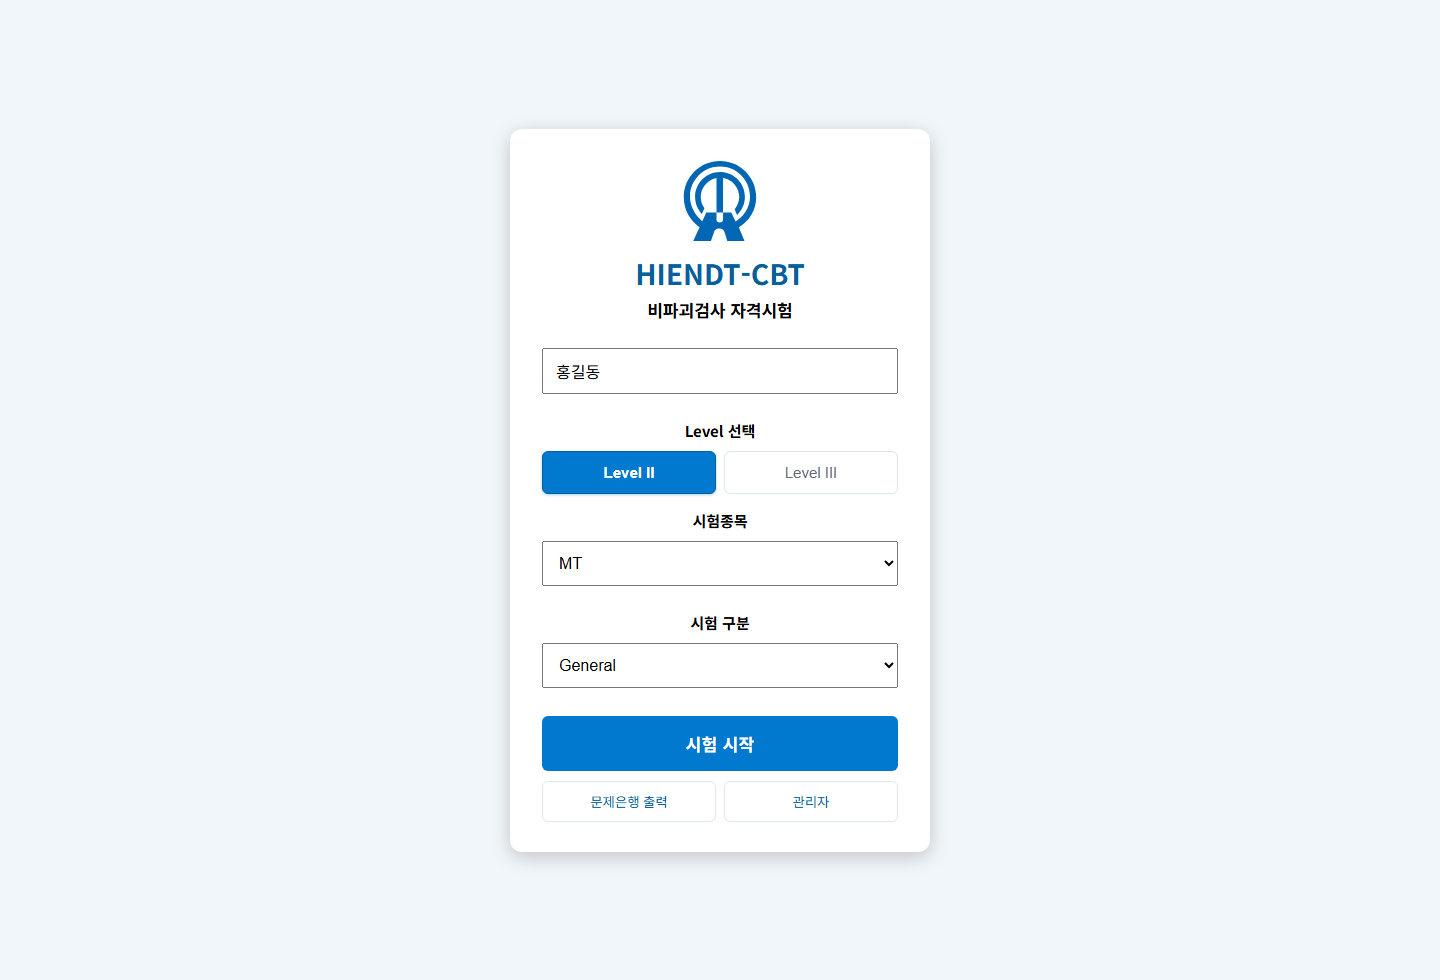 HIENDT-CBT
비파괴검사 자격시험
홍길동
Level 선택
Level II
Level III
시험종목
MT
시험 구분
General
시험 시작
문제은행 출력
관리자